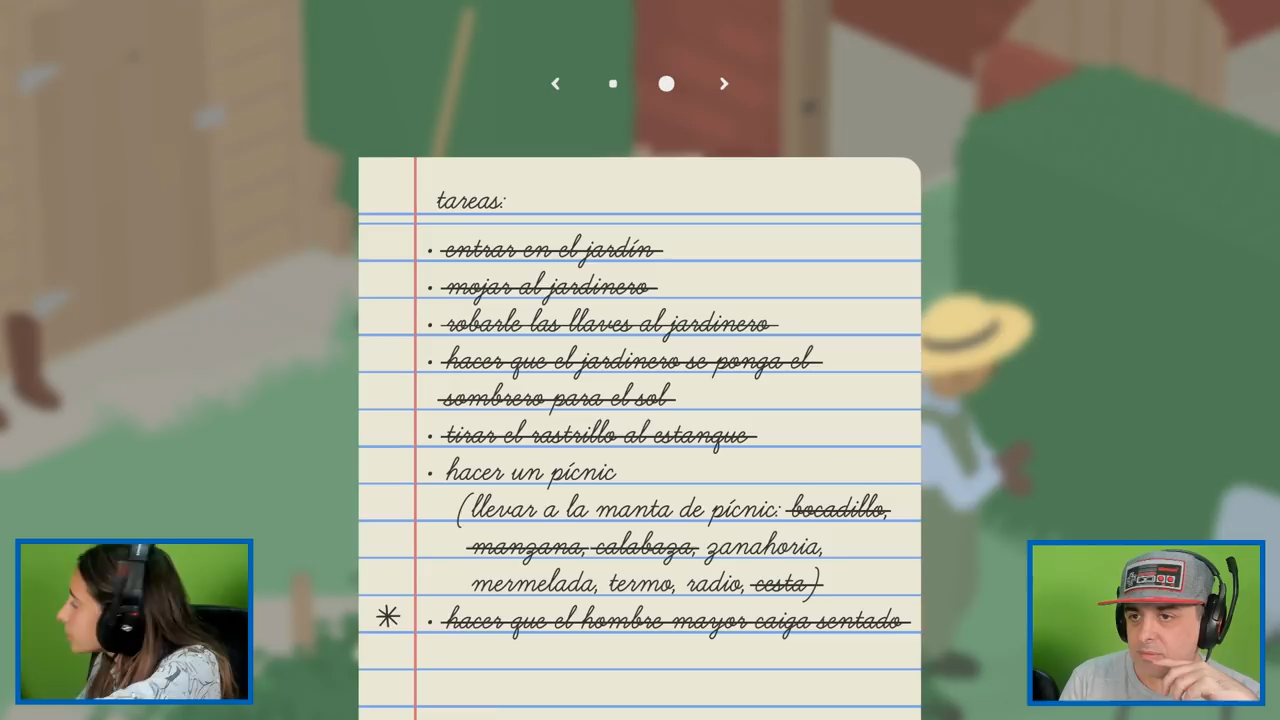 tareas:
• entrar en el jardín
• mojar al jardinero
• robarle las llaves al jardinero
• hacer que el jardinero se ponga el
sombrero para el sol
• tirar el rastrillo al estanque
• hacer un pícnic
(llevar a la manta de pícnic: bocadillo,
manzana, calabaza, zanahoria,
mermelada, termo, radio, cesta)
• hacer que el hombre mayor caiga sentado